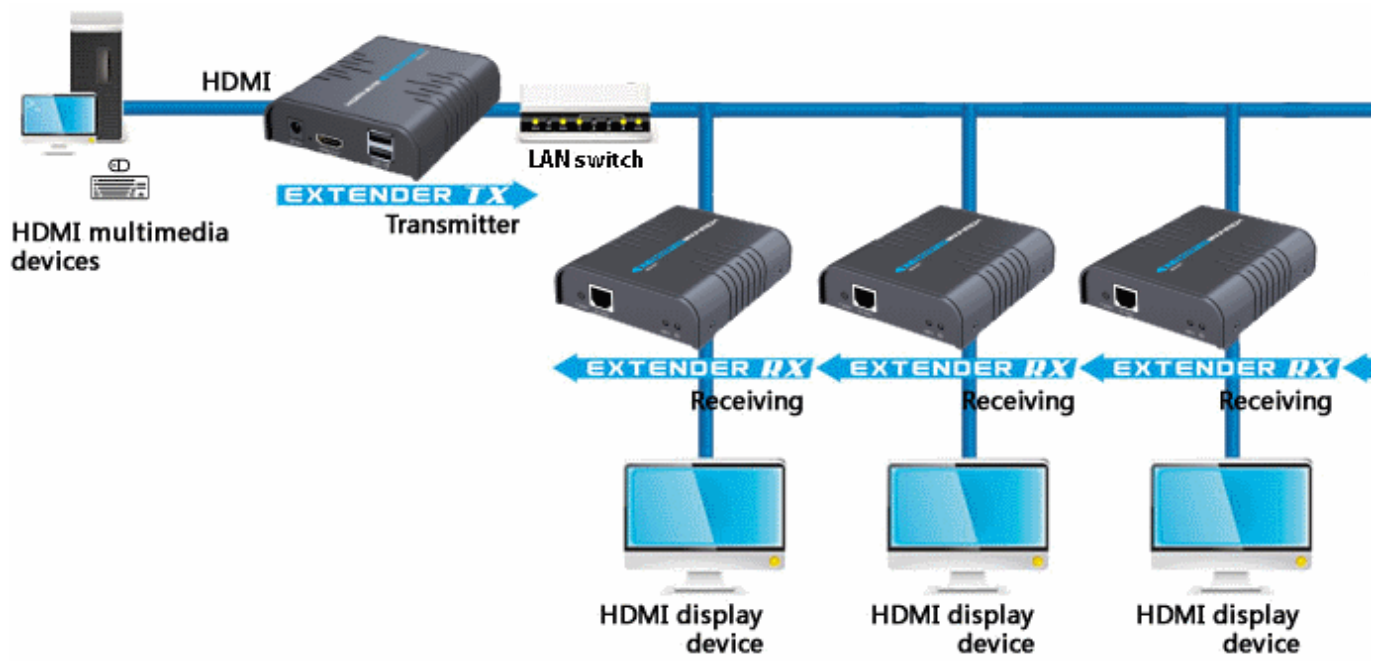 HDMI
LAN switch
EXTENDER TX
Transmitter
HDMI multimedia
devices
EXTENDER RX
EXTENDER RX
EXTENDER RX
Receiving
Receiving
Receiving
HDMI display
device
HDMI display
device
HDMI display
device